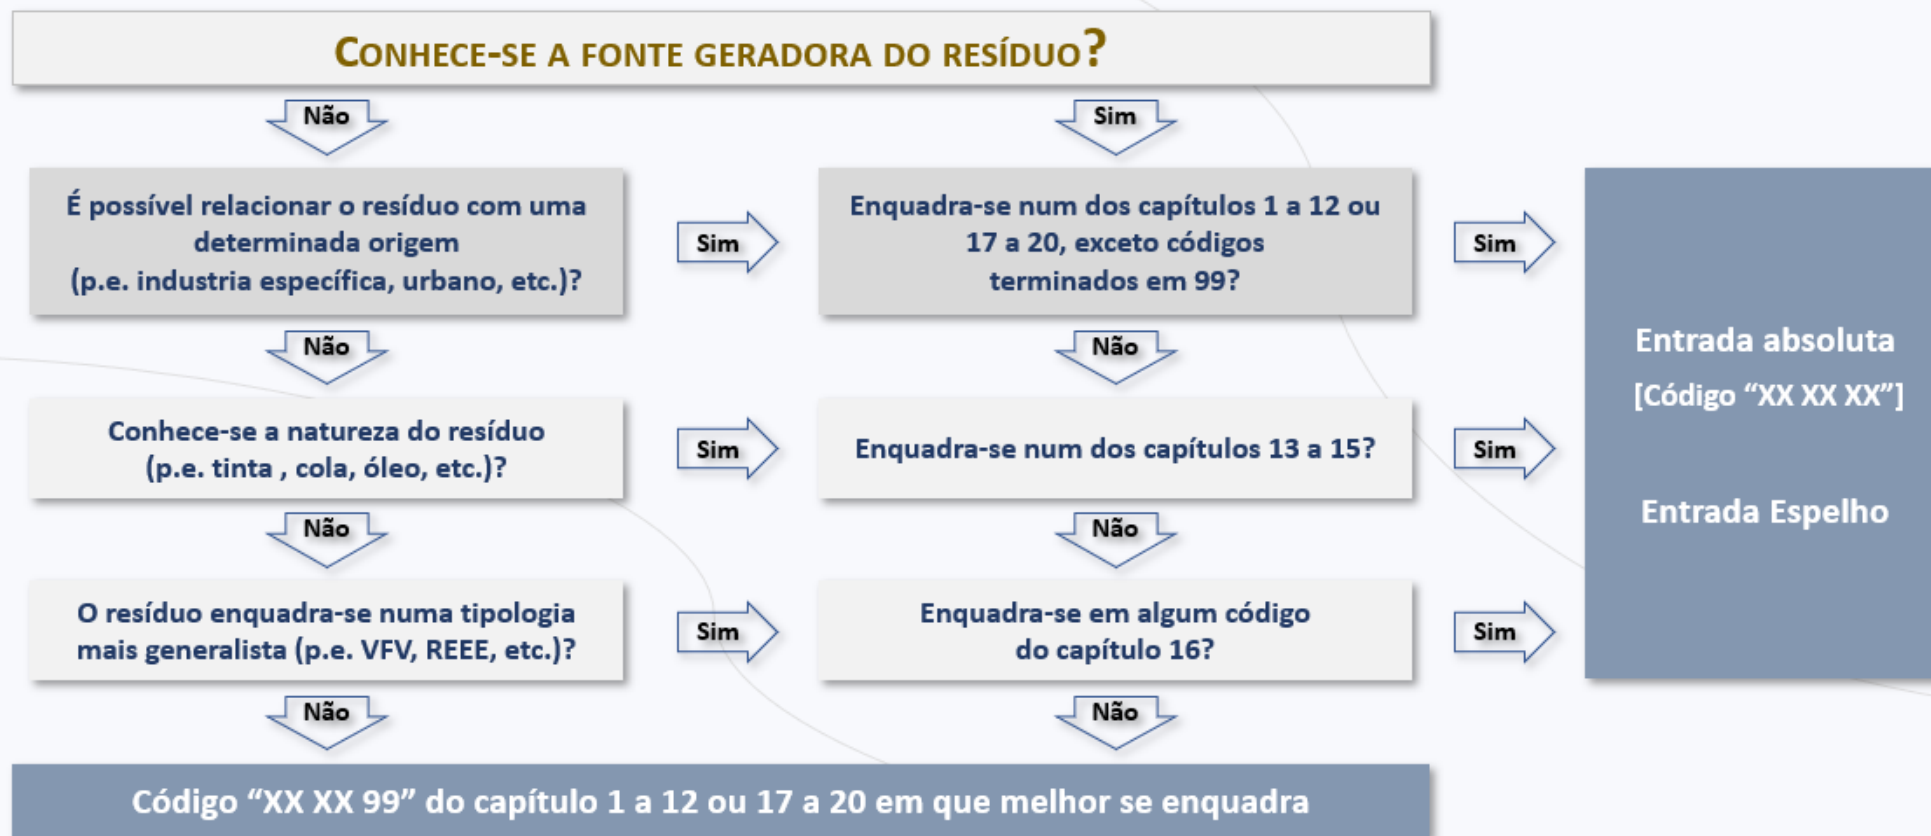 CONHECE-SE A FONTE GERADORA DO RESÍDUO?
Não
Sim
É possível relacionar o resíduo com uma
determinada origem
(p.e. industria específica, urbano, etc.)?
Sim
Enquadra-se num dos capítulos 1 a 12 ou
17 a 20, exceto códigos
terminados em 99?
Sim
Não
Não
Conhece-se a natureza do resíduo
(p.e. tinta , cola, óleo, etc.)?
Sim
Enquadra-se num dos capítulos 13 a 15?
Sim
Não
Não
O resíduo enquadra-se numa tipologia
mais generalista (p.e. VFV, REEE, etc.)?
Sim
Enquadra-se em algum código
do capítulo 16?
Sim
Não
Não
Entrada absoluta
[Código “XX XX XX”]
Entrada Espelho
Código “XX XX 99” do capítulo 1 a 12 ou 17 a 20 em que melhor se enquadra